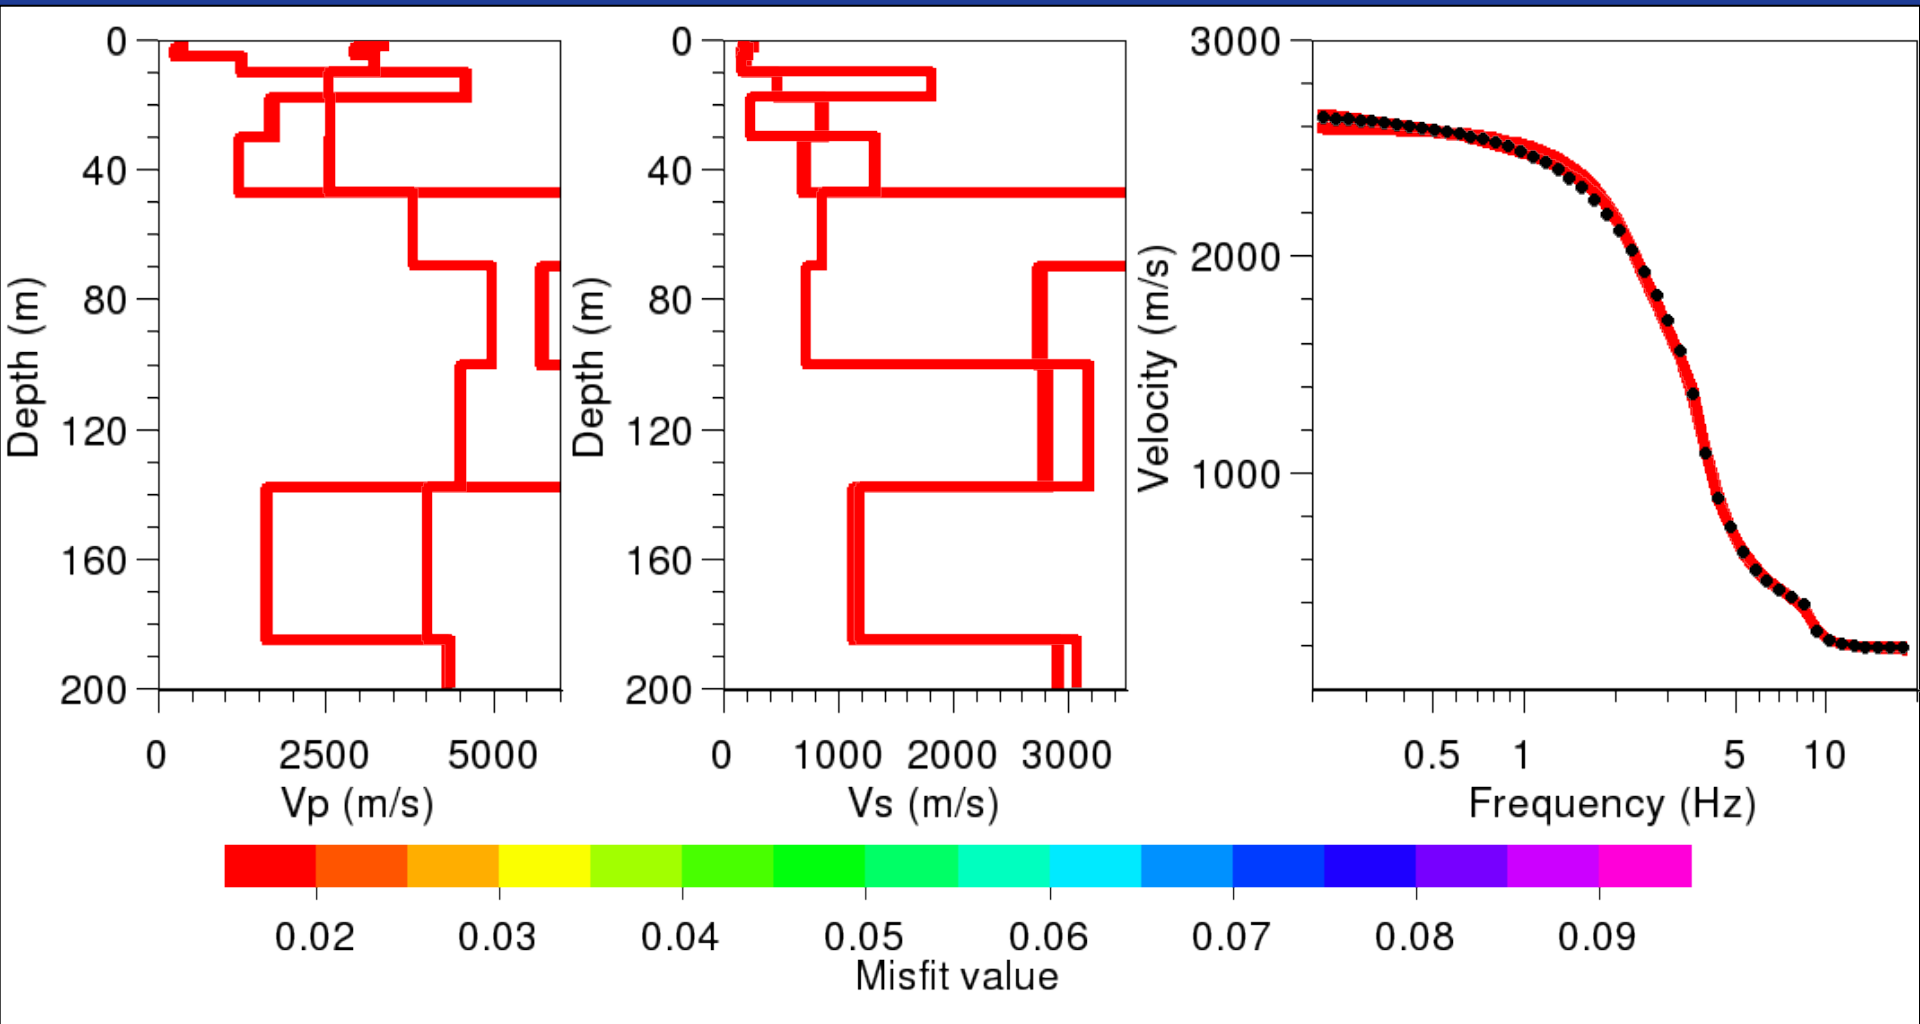 0
40
80
120
160
200
Depth (m)
0 2500 5000
Vp (m/s)
0
40
80
120
160
200
Depth (m)
0 1000 2000 3000
Vs (m/s)
3000
2000
1000
Velocity (m/s)
0.5 1 5 10
Frequency (Hz)
0.02 0.03 0.04 0.05 0.06 0.07 0.08 0.09
Misfit value